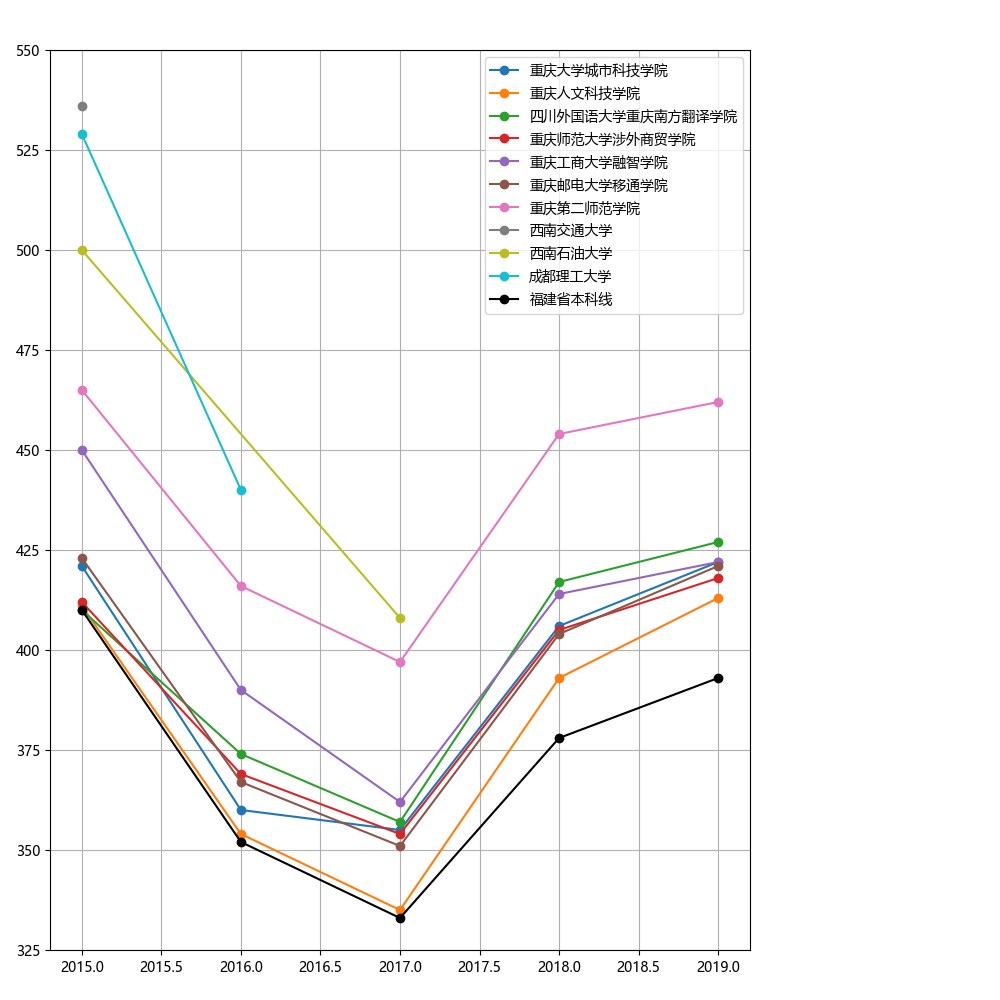 550
525
500
475
450
425
400
375
350
325
2015.0 2015.5 2016.0 2016.5 2017.0 2017.5 2018.0 2018.5 2019.0
重庆大学城市科技学院
重庆人文科技学院
四川外国语大学重庆南方翻译学院
重庆师范大学涉外商贸学院
重庆工商大学融智学院
重庆邮电大学移通学院
重庆第二师范学院
西南交通大学
西南石油大学
成都理工大学
福建省本科线